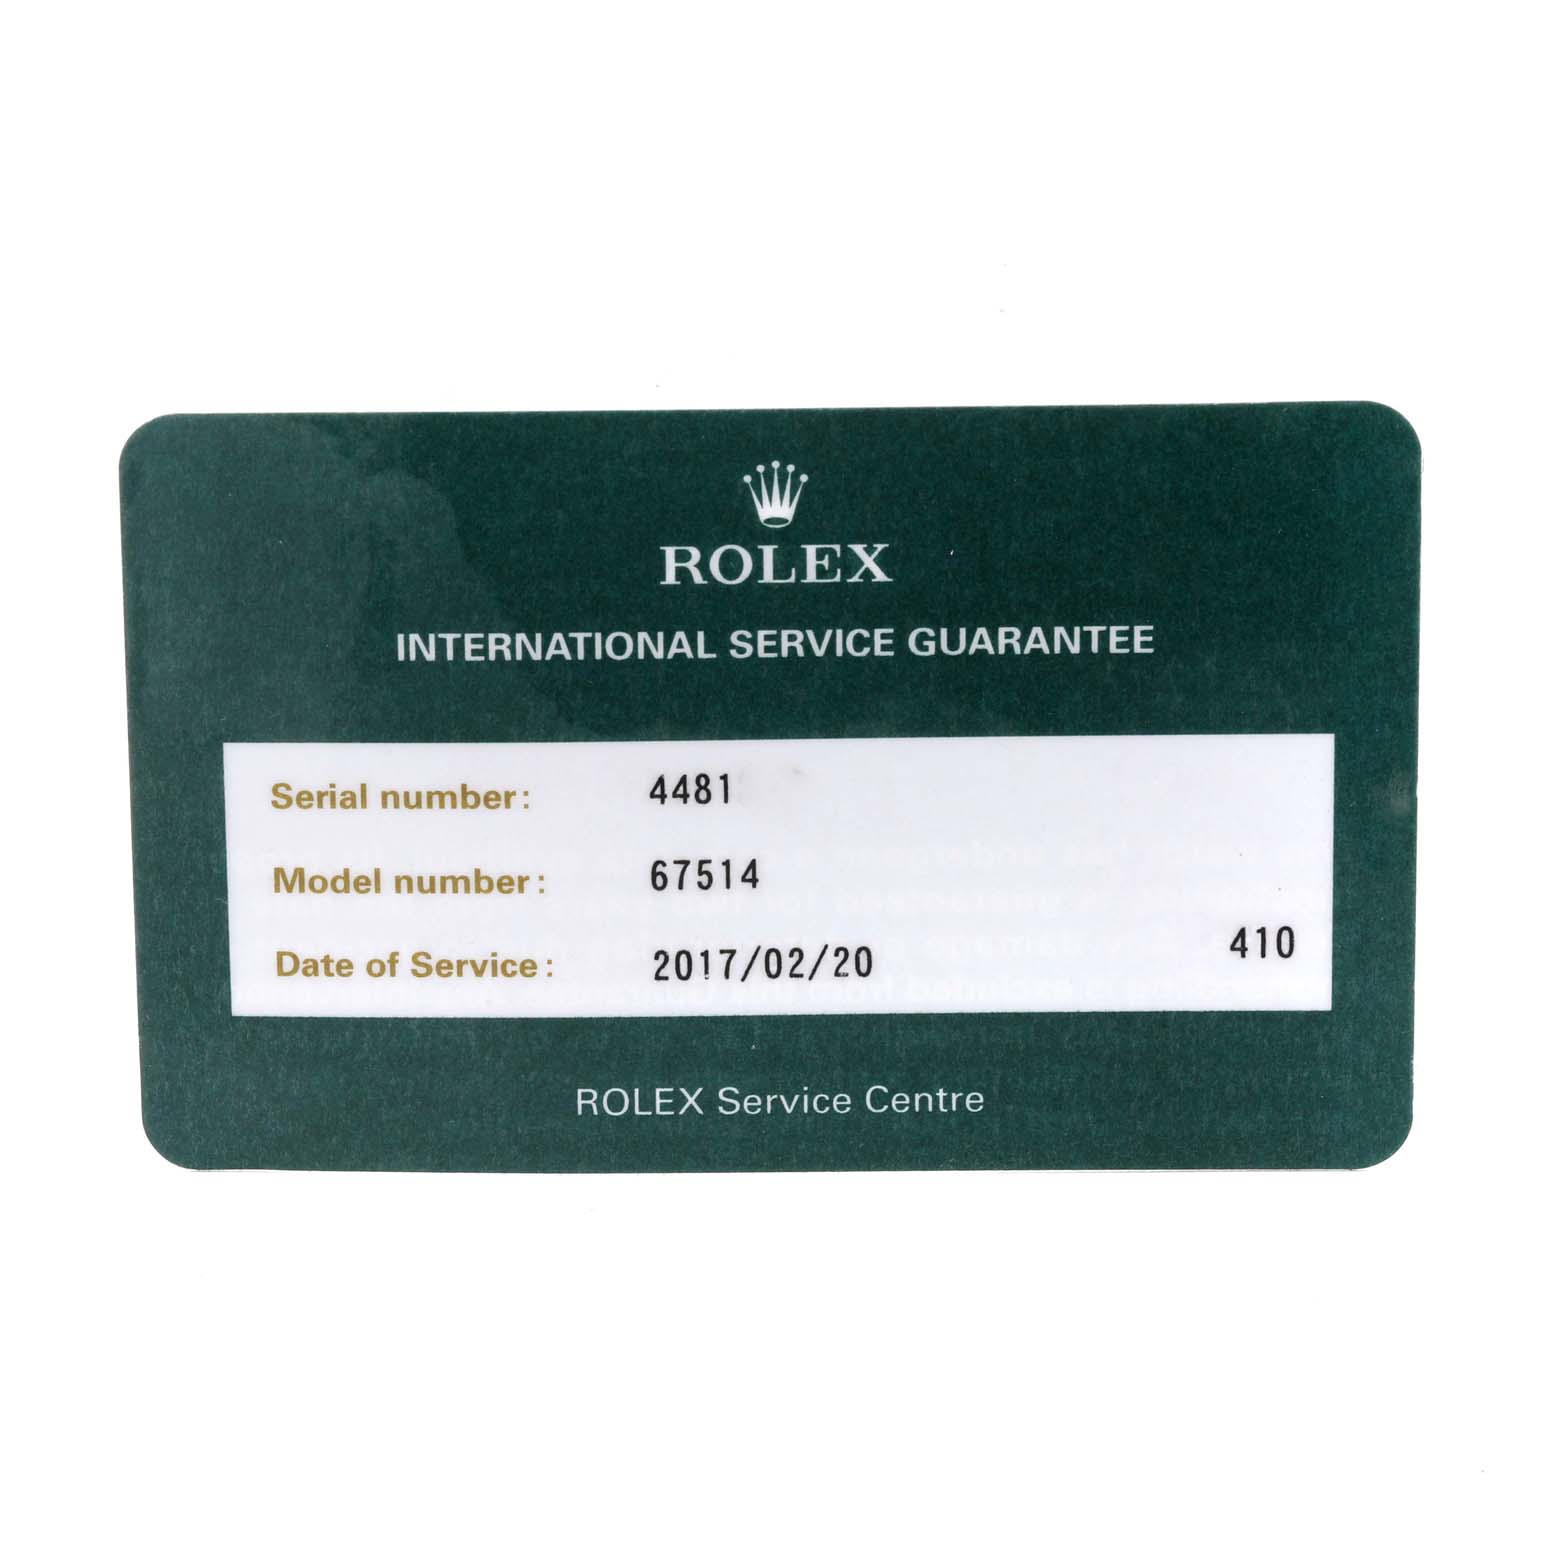 ROLEX
INTERNATIONAL SERVICE GUARANTEE
Serial number: 4481
Model number: 67514
Date of Service: 2017/02/20 410
ROLEX Service Centre